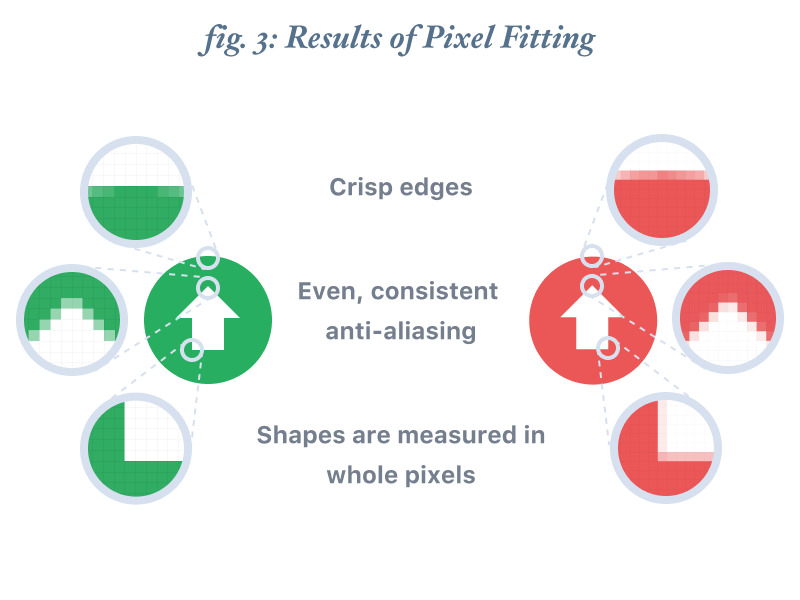 fig. 3: Results of Pixel Fitting
Crisp edges
Even, consistent
anti-aliasing
Shapes are measured in
whole pixels